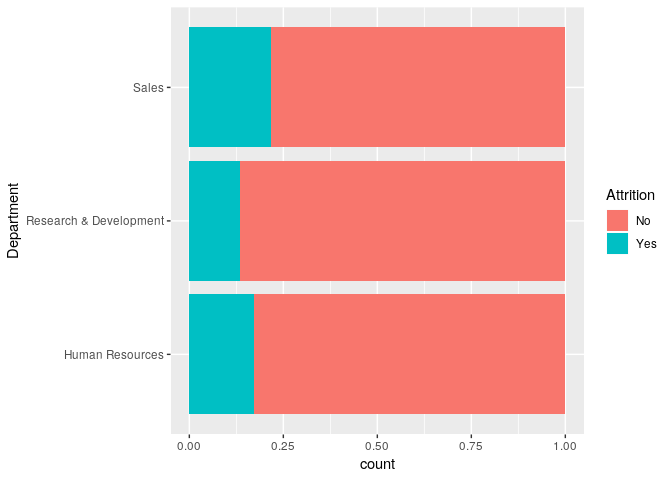 Sales
Research & Development
Human Resources
Department
0.00 0.25 0.50 0.75 1.00
count
Attrition
No
Yes